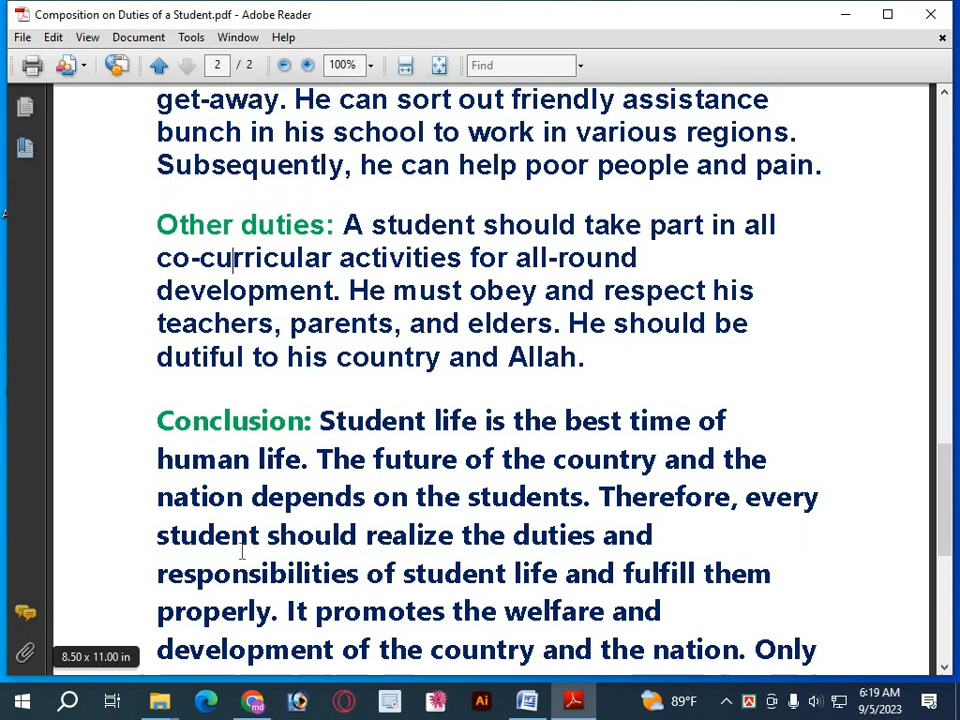 Composition on Duties of a Student.pdf - Adobe Reader
File Edit View Document Tools Window Help
2 / 2 100% Find
get-away. He can sort out friendly assistance
bunch in his school to work in various regions.
Subsequently, he can help poor people and pain.
Other duties: A student should take part in all
co-curricular activities for all-round
development. He must obey and respect his
teachers, parents, and elders. He should be
dutiful to his country and Allah.
Conclusion: Student life is the best time of
human life. The future of the country and the
nation depends on the students. Therefore, every
student should realize the duties and
responsibilities of student life and fulfill them
properly. It promotes the welfare and
development of the country and the nation. Only
8.50 x 11.00 in
md Ai W 89°F 6:19 AM
9/5/2023